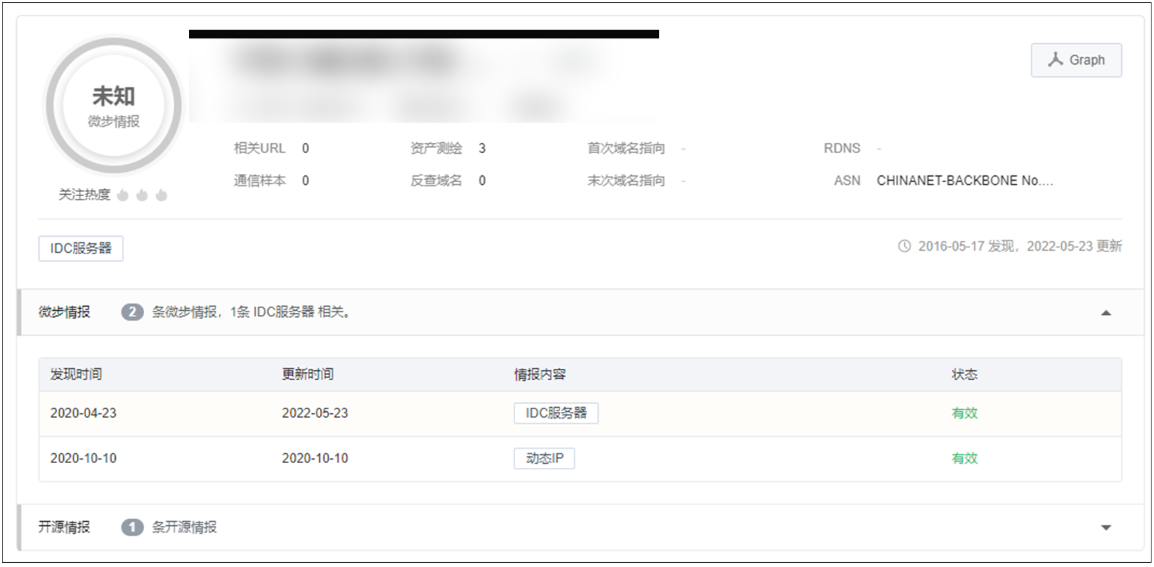 未知
微步情报
关注热度
Graph
相关URL 0 资产测绘 3 首次域名指向 - RDNS -
通信样本 0 反查域名 0 末次域名指向 - ASN CHINANET-BACKBONE No....
IDC服务器
2016-05-17 发现，2022-05-23 更新
微步情报 2 条微步情报，1条 IDC服务器 相关。
发现时间 更新时间 情报内容 状态
2020-04-23 2022-05-23 IDC服务器 有效
2020-10-10 2020-10-10 动态IP 有效
开源情报 1 条开源情报